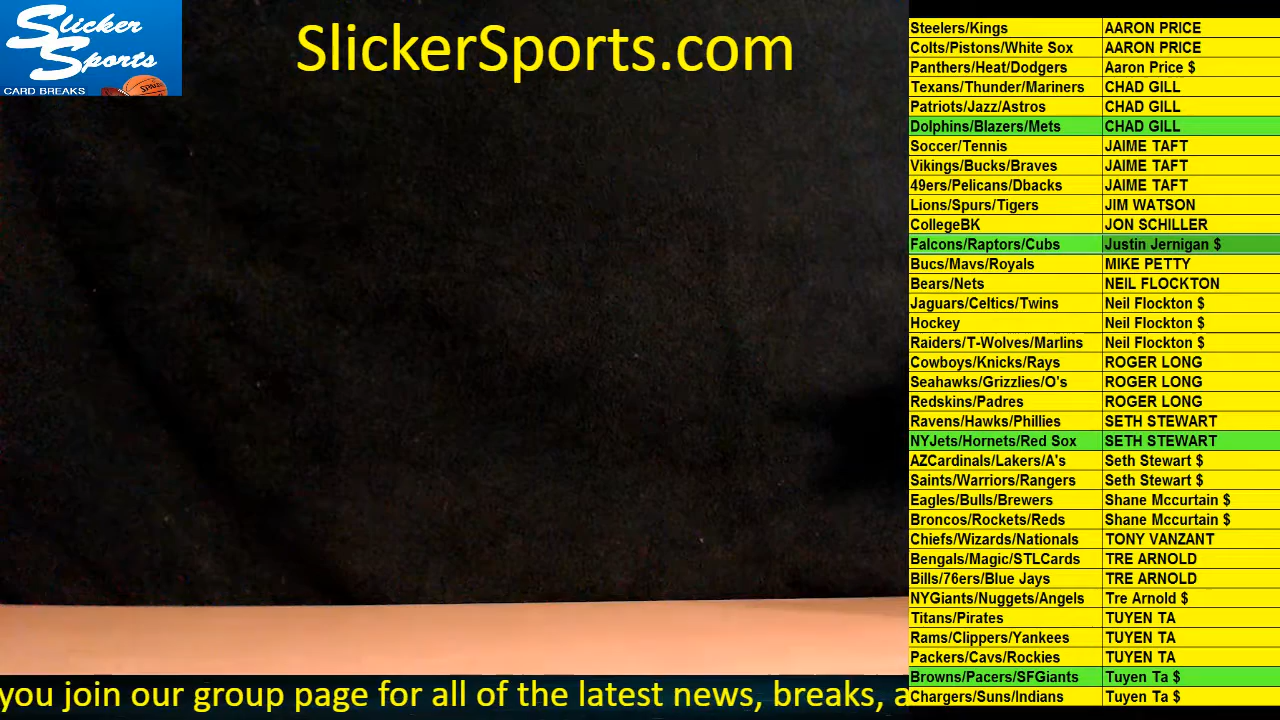 Slicker
Sports
CARD BREAKS
SlickerSports.com
Steelers/Kings AARON PRICE
Colts/Pistons/White Sox AARON PRICE
Panthers/Heat/Dodgers Aaron Price $
Texans/Thunder/Mariners CHAD GILL
Patriots/Jazz/Astros CHAD GILL
Dolphins/Blazers/Mets CHAD GILL
Soccer/Tennis JAIME TAFT
Vikings/Bucks/Braves JAIME TAFT
49ers/Pelicans/Dbacks JAIME TAFT
Lions/Spurs/Tigers JIM WATSON
CollegeBK JON SCHILLER
Falcons/Raptors/Cubs Justin Jernigan $
Bucs/Mavs/Royals MIKE PETTY
Bears/Nets NEIL FLOCKTON
Jaguars/Celtics/Twins Neil Flockton $
Hockey Neil Flockton $
Raiders/T-Wolves/Marlins Neil Flockton $
Cowboys/Knicks/Rays ROGER LONG
Seahawks/Grizzlies/O's ROGER LONG
Redskins/Padres ROGER LONG
Ravens/Hawks/Phillies SETH STEWART
NYJets/Hornets/Red Sox SETH STEWART
AZCardinals/Lakers/A's Seth Stewart $
Saints/Warriors/Rangers Seth Stewart $
Eagles/Bulls/Brewers Shane Mccurtain $
Broncos/Rockets/Reds Shane Mccurtain $
Chiefs/Wizards/Nationals TONY VANZANT
Bengals/Magic/STLCards TRE ARNOLD
Bills/76ers/Blue Jays TRE ARNOLD
NYGiants/Nuggets/Angels Tre Arnold $
Titans/Pirates TUYEN TA
Rams/Clippers/Yankees TUYEN TA
Packers/Cavs/Rockies TUYEN TA
Browns/Pacers/SFGiants Tuyen Ta $
Chargers/Suns/Indians Tuyen Ta $
you join our group page for all of the latest news, breaks, a